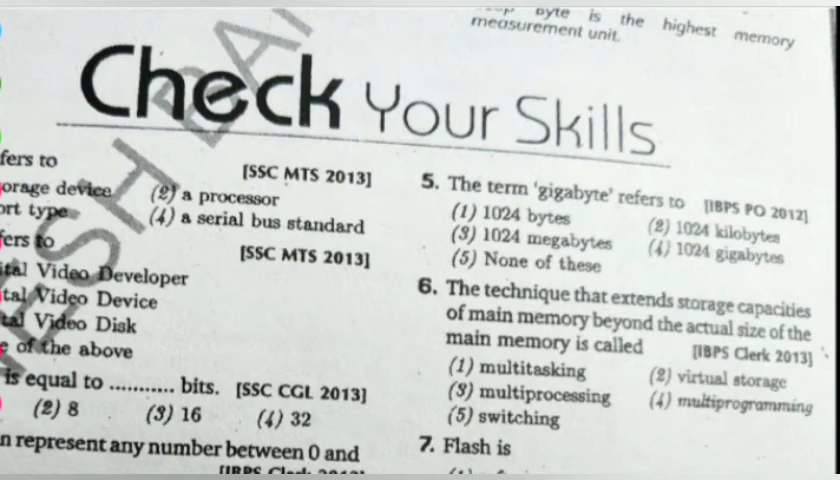 byte is the highest memory
measurement unit.
Check Your Skills
fers to
[SSC MTS 2013]
orage device (2) a processor
ort type (4) a serial bus standard
fers to
[SSC MTS 2013]
ital Video Developer
ital Video Device
tal Video Disk
e of the above
is equal to ........... bits. [SSC CGL 2013]
(2) 8 (3) 16 (4) 32
n represent any number between 0 and
5. The term 'gigabyte' refers to [IBPS PO 2012]
(1) 1024 bytes (2) 1024 kilobytes
(3) 1024 megabytes (4) 1024 gigabytes
(5) None of these
6. The technique that extends storage capacities
of main memory beyond the actual size of the
main memory is called [IBPS Clerk 2013]
(1) multitasking (2) virtual storage
(3) multiprocessing (4) multiprogramming
(5) switching
7. Flash is